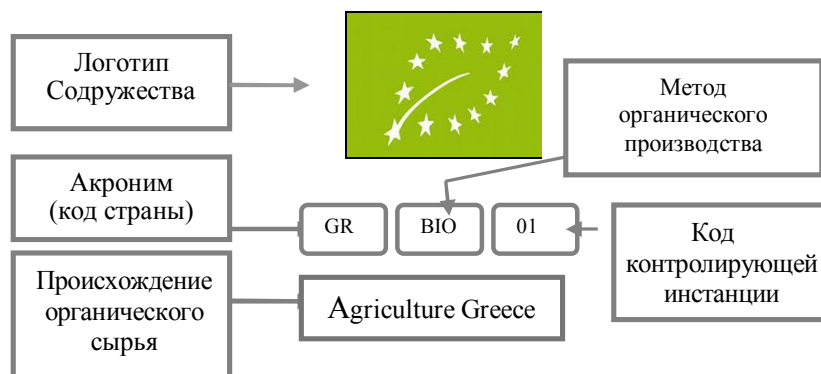 Логотип
Содружества
Метод
органического
производства
Акроним
(код страны)
GR
BIO
01
Код
контролирующей
инстанции
Происхождение
органического
сырья
Agriculture Greece